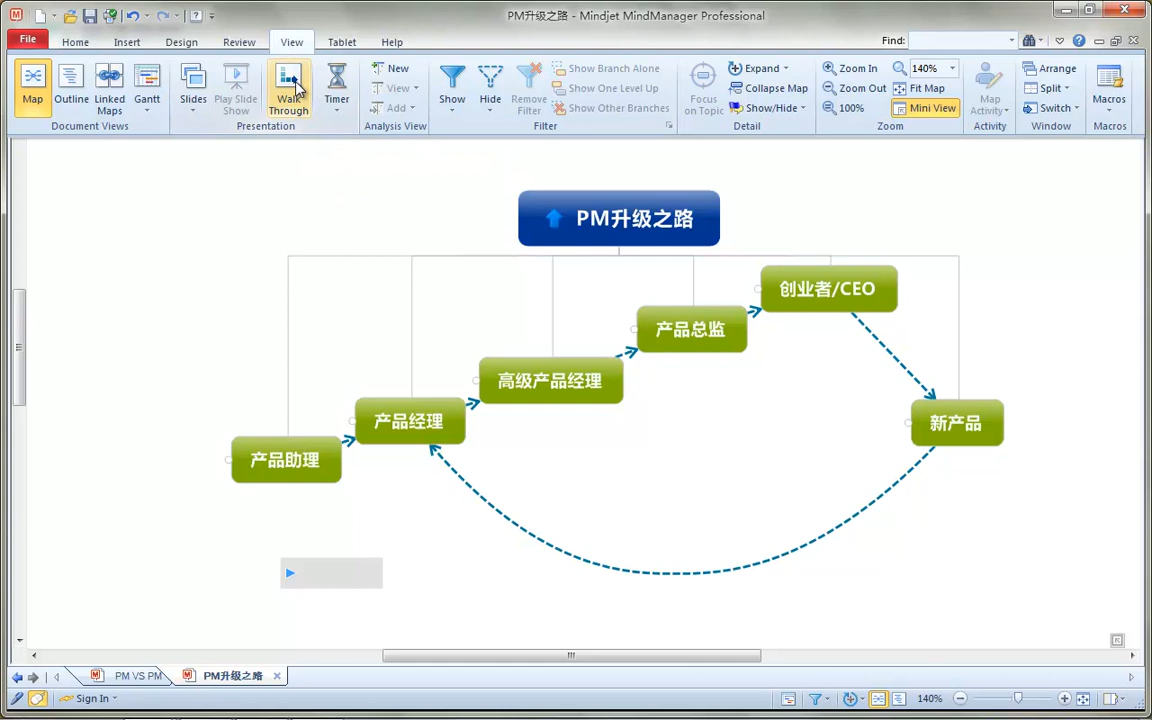 PM升级之路 - Mindjet MindManager Professional
File
Home
Insert
Design
Review
View
Tablet
Help
Find:
Map
Outline
Linked Maps
Gantt
Document Views
Slides
Play Slide Show
Walk Through
Presentation
Timer
New
View
Add
Analysis View
Show
Hide
Remove Filter
Show Branch Alone
Show One Level Up
Show Other Branches
Filter
Focus on Topic
Expand
Collapse Map
Show/Hide
Detail
Zoom In
Zoom Out
100%
140%
Fit Map
Mini View
Zoom
Map Activity
Activity
Arrange
Split
Switch
Window
Macros
Macros
PM升级之路
创业者/CEO
产品总监
高级产品经理
产品经理
新产品
产品助理
PM VS PM
PM升级之路
Sign In
140%